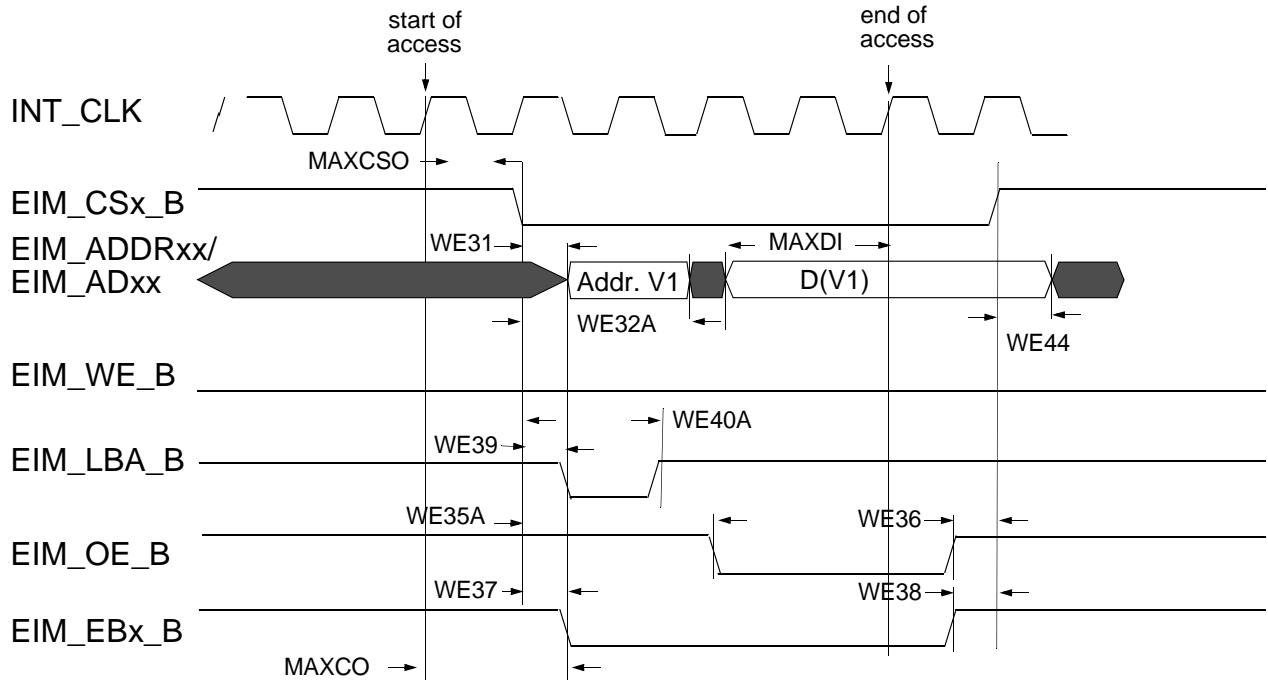 start of
access
end of
access
INT_CLK
MAXCSO
EIM_CSx_B
EIM_ADDRxx/
EIM_ADxx
WE31
MAXDI
Addr. V1
D(V1)
WE32A
WE44
EIM_WE_B
WE40A
WE39
EIM_LBA_B
WE35A
WE36
EIM_OE_B
WE37
WE38
EIM_EBx_B
MAXCO